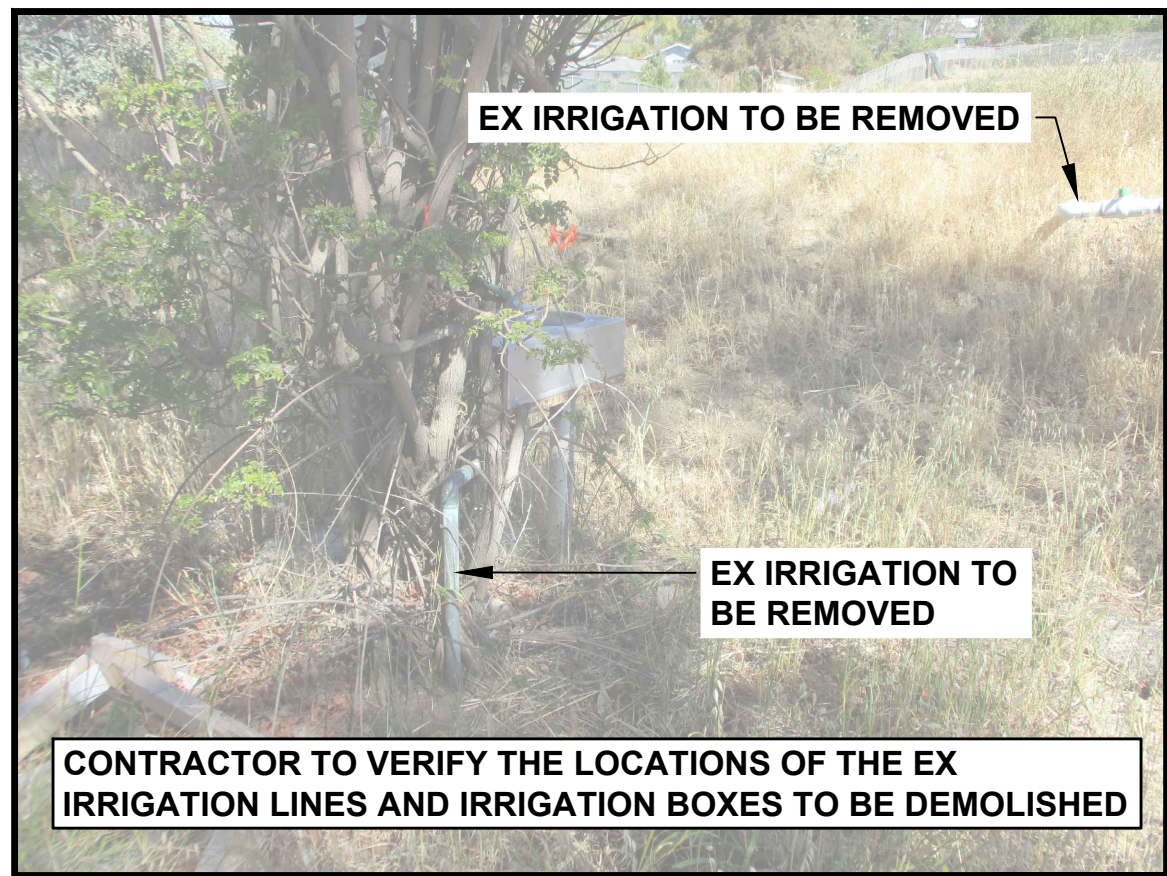 EX IRRIGATION TO BE REMOVED
EX IRRIGATION TO
BE REMOVED
CONTRACTOR TO VERIFY THE LOCATIONS OF THE EX
IRRIGATION LINES AND IRRIGATION BOXES TO BE DEMOLISHED